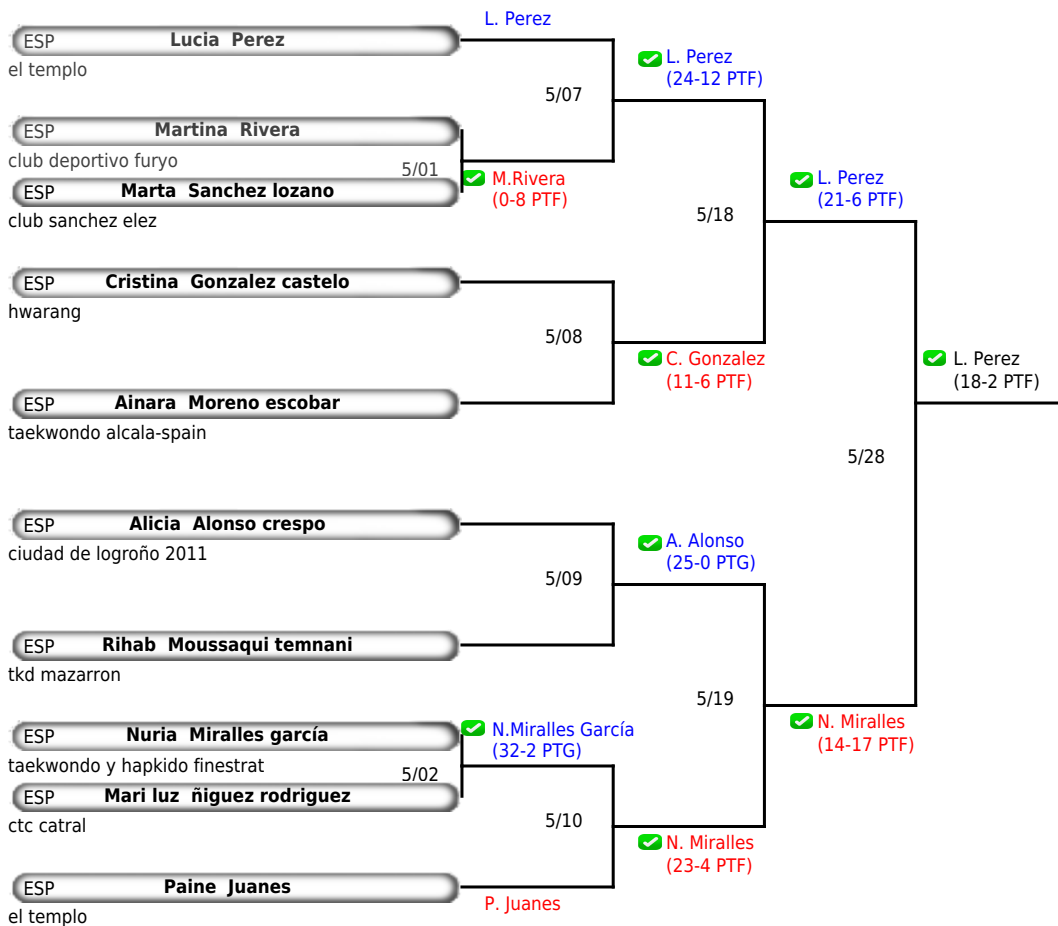 L. Perez
ESP Lucia Perez
el templo
L. Perez
(24-12 PTF)
5/07
ESP Martina Rivera
club deportivo furyo
5/01
ESP Marta Sanchez lozano
club sanchez elez
M.Rivera
(0-8 PTF)
L. Perez
(21-6 PTF)
5/18
ESP Cristina Gonzalez castelo
hwarang
5/08
C. Gonzalez
(11-6 PTF)
L. Perez
(18-2 PTF)
ESP Ainara Moreno escobar
taekwondo alcala-spain
5/28
ESP Alicia Alonso crespo
ciudad de logroño 2011
A. Alonso
(25-0 PTG)
5/09
ESP Rihab Moussaqui temnani
tkd mazarron
5/19
N. Miralles
(14-17 PTF)
ESP Nuria Miralles garcía
taekwondo y hapkido finestrat
5/02
N.Miralles García
(32-2 PTG)
ESP Mari luz ñiguez rodriguez
ctc catral
5/10
N. Miralles
(23-4 PTF)
ESP Paine Juanes
el templo
P. Juanes